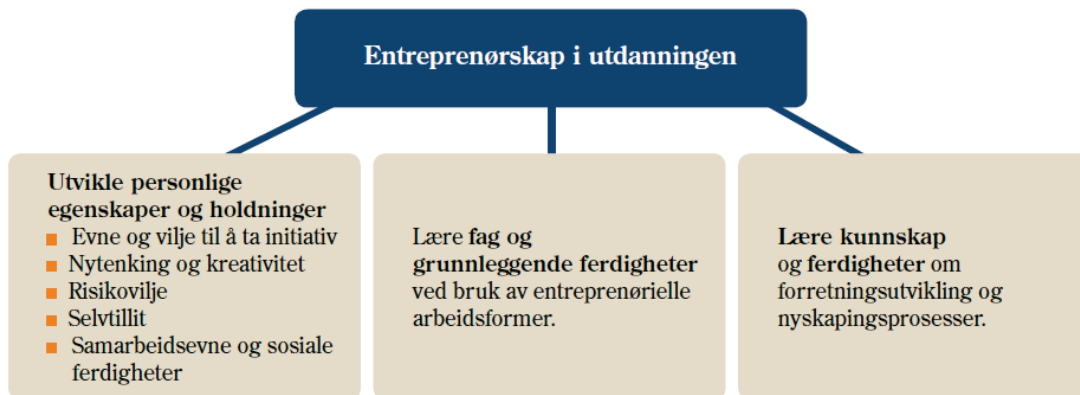 Entreprenørskap i utdanningen
Utvikle personlige
egenskaper og holdninger
Evne og vilje til å ta initiativ
Nytenking og kreativitet
Risikovilje
Selvtillit
Samarbeidsevne og sosiale
ferdigheter
Lære fag og
grunnleggende ferdigheter
ved bruk av entreprenørielle
arbeidsformer.
Lære kunnskap
og ferdigheter om
forretningsutvikling og
nyskapingsprosesser.